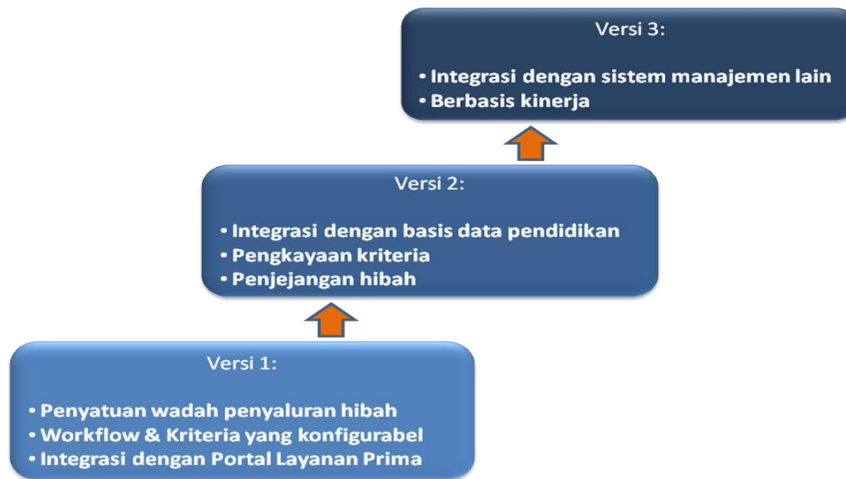 Versi 3:
• Integrasi dengan sistem manajemen lain
• Berbasis kinerja
Versi 2:
• Integrasi dengan basis data pendidikan
• Pengkayaan kriteria
• Penjejangan hibah
Versi 1:
• Penyatuan wadah penyaluran hibah
• Workflow & Kriteria yang konfigurabel
• Integrasi dengan Portal Layanan Prima